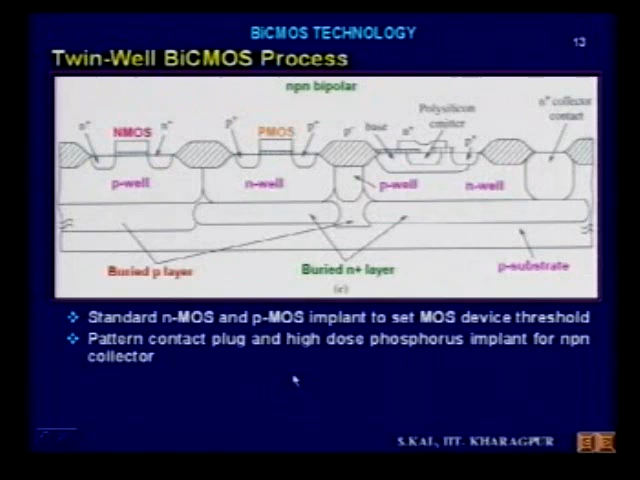 BiCMOS TECHNOLOGY
13
Twin-Well BiCMOS Process
npn bipolar
n⁺ NMOS n⁺ p⁺ PMOS p⁺ p⁻ base n⁺ Polysilicon emitter p⁺ n⁺ collector contact
p-well n-well p-well n-well
Buried p layer Buried n+ layer p-substrate
(c)
❖ Standard n-MOS and p-MOS implant to set MOS device threshold
❖ Pattern contact plug and high dose phosphorus implant for npn
collector
S.KAL, IIT. KHARAGPUR